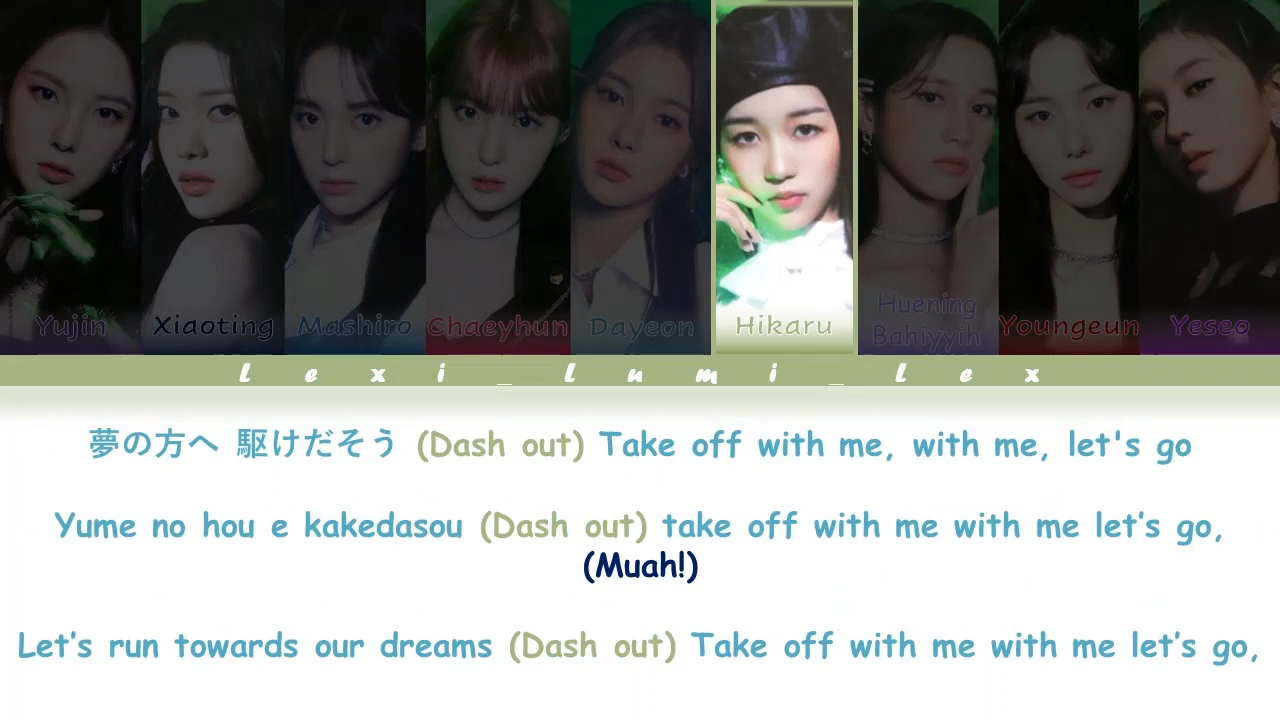 Yujin Xiaoting Mashiro Chaeyhun Dayeon Hikaru Huening Bahiyyih Youngeun Yeseo
Lexi_Lumi_Lex
夢の方へ 駆けだそう (Dash out) Take off with me, with me, let's go
Yume no hou e kakedasou (Dash out) take off with me with me let's go,
(Muah!)
Let's run towards our dreams (Dash out) Take off with me with me let's go,